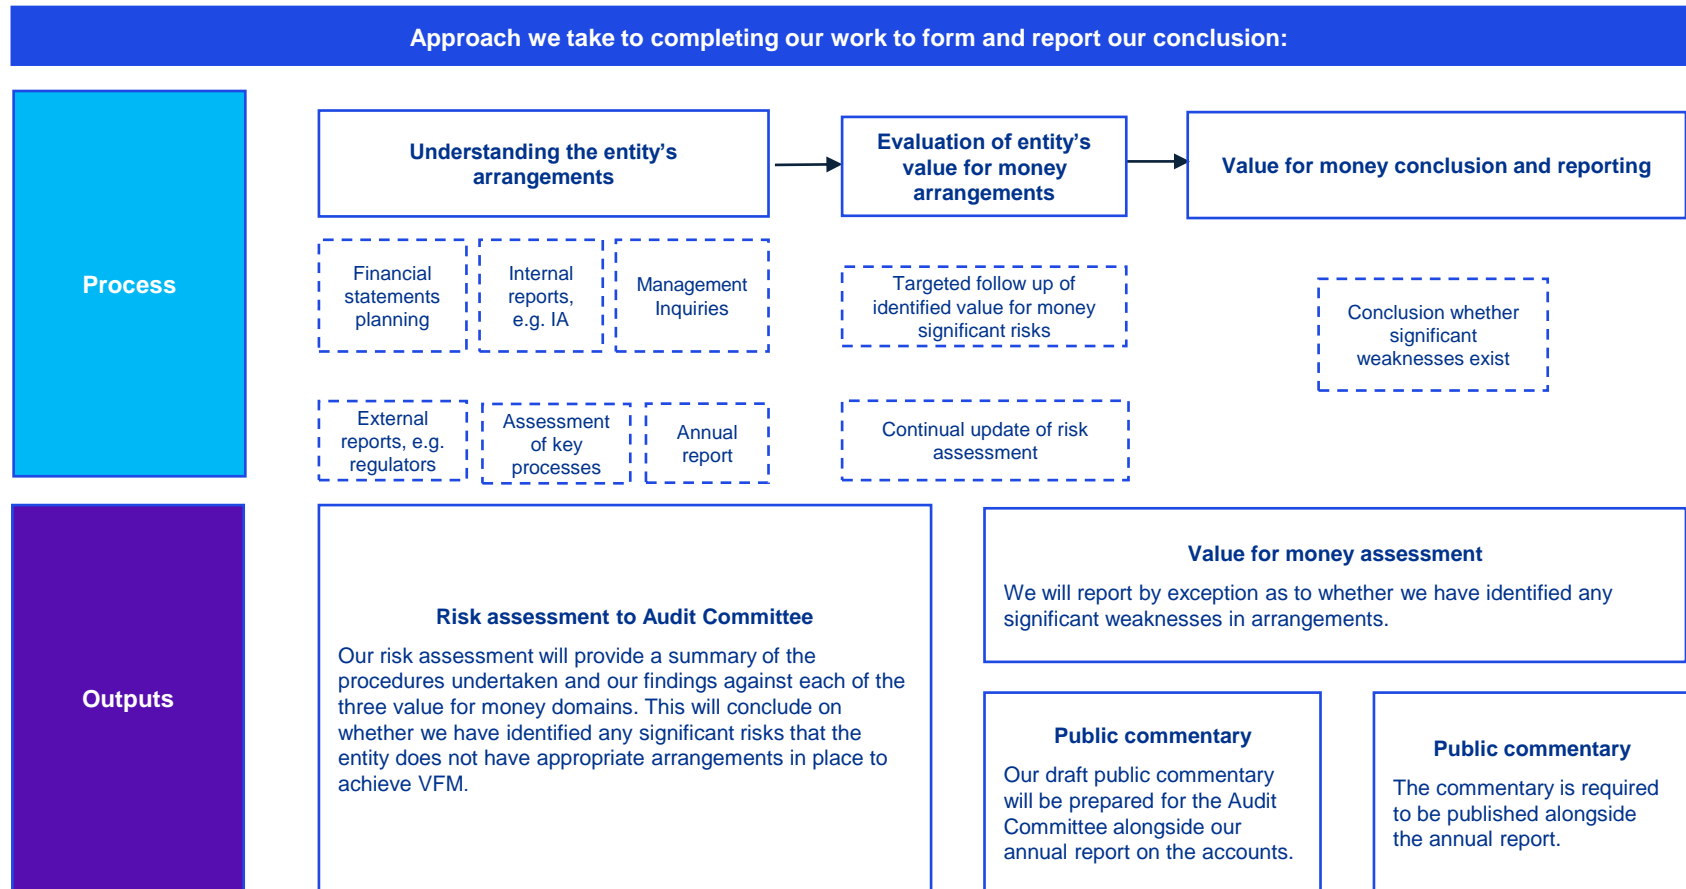 Approach we take to completing our work to form and report our conclusion:
Process
Understanding the entity’s
arrangements
Evaluation of entity’s
value for money
arrangements
Value for money conclusion and reporting
Financial
statements
planning
Internal
reports,
e.g. IA
Management
Inquiries
Targeted follow up of
identified value for money
significant risks
Conclusion whether
significant
weaknesses exist
External
reports, e.g.
regulators
Assessment
of key
processes
Annual
report
Continual update of risk
assessment
Outputs
Risk assessment to Audit Committee
Our risk assessment will provide a summary of the
procedures undertaken and our findings against each of the
three value for money domains. This will conclude on
whether we have identified any significant risks that the
entity does not have appropriate arrangements in place to
achieve VFM.
Value for money assessment
We will report by exception as to whether we have identified any
significant weaknesses in arrangements.
Public commentary
Our draft public commentary
will be prepared for the Audit
Committee alongside our
annual report on the accounts.
Public commentary
The commentary is required
to be published alongside
the annual report.